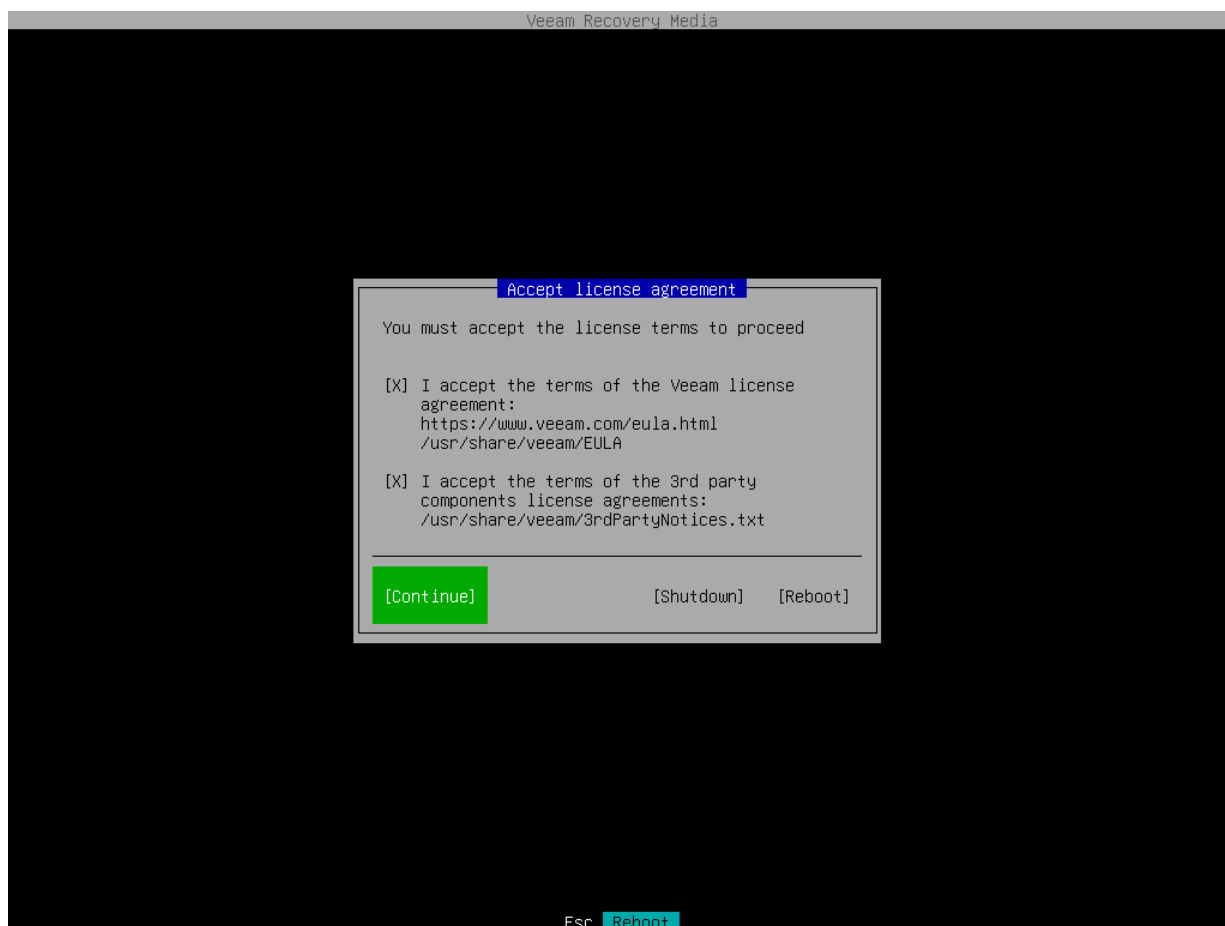 Veeam Recovery Media
Accept license agreement
You must accept the license terms to proceed
[X] I accept the terms of the Veeam license
agreement:
https://www.veeam.com/eula.html
/usr/share/veeam/EULA
[X] I accept the terms of the 3rd party
components license agreements:
/usr/share/veeam/3rdPartyNotices.txt
[Continue] [Shutdown] [Reboot]
Esc Reboot